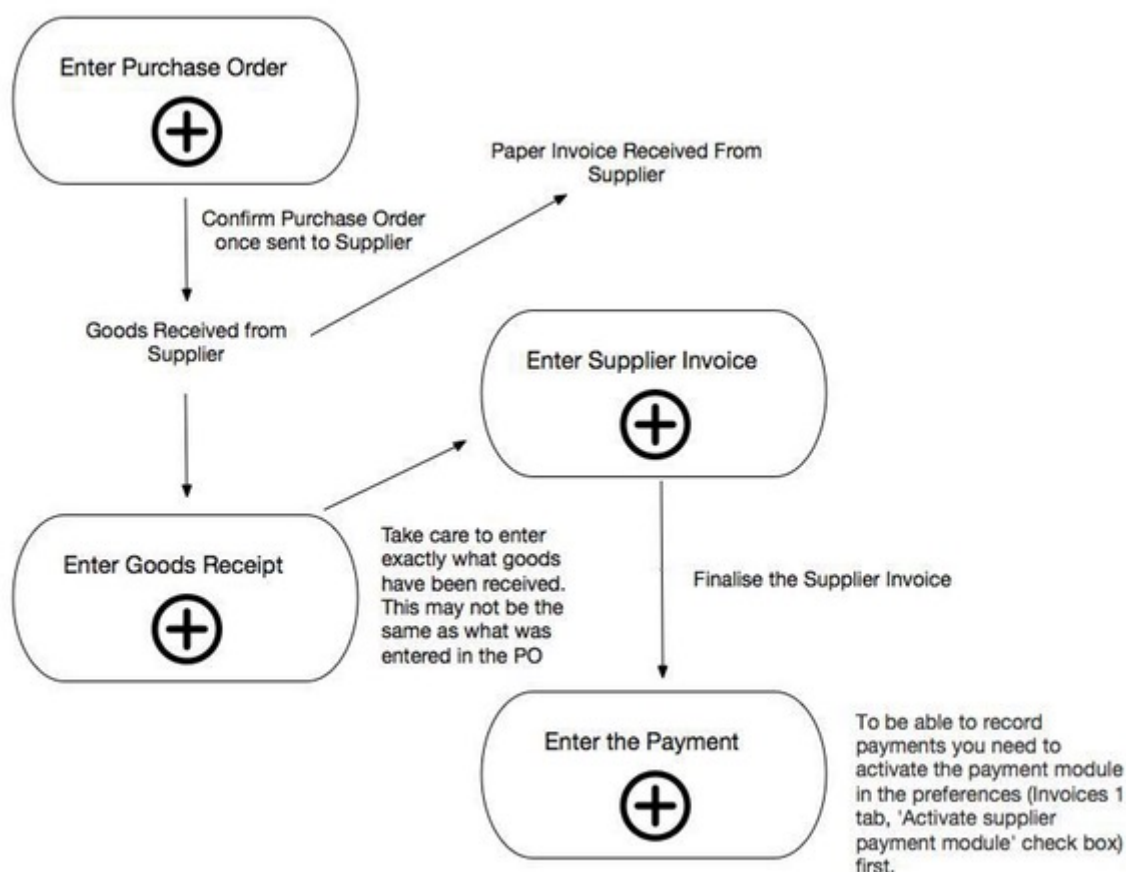 Enter Purchase Order
Confirm Purchase Order
once sent to Supplier
Paper Invoice Received From
Supplier
Goods Received from
Supplier
Enter Supplier Invoice
Enter Goods Receipt
Take care to enter
exactly what goods
have been received.
This may not be the
same as what was
entered in the PO
Finalise the Supplier Invoice
Enter the Payment
To be able to record
payments you need to
activate the payment module
in the preferences (Invoices 1
tab, 'Activate supplier
payment module' check box)
first.